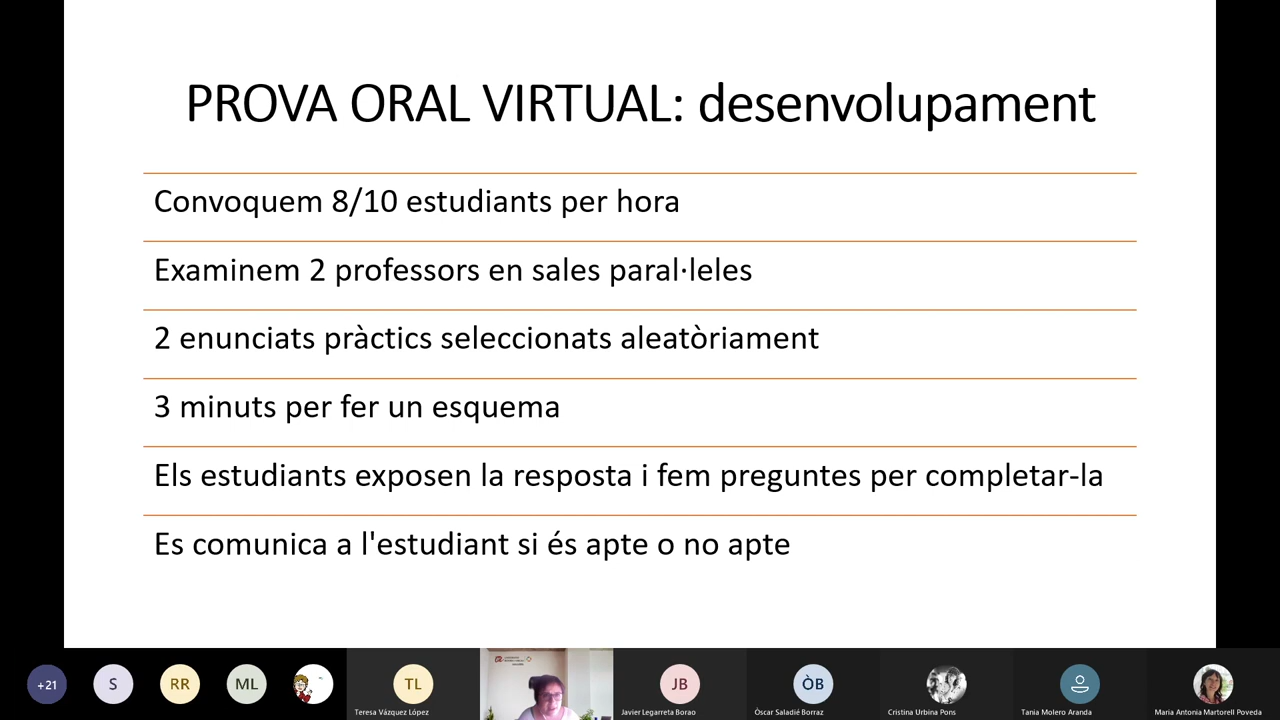 PROVA ORAL VIRTUAL: desenvolupament
Convoquem 8/10 estudiants per hora
Examinem 2 professors en sales paral·leles
2 enunciats pràctics seleccionats aleatòriament
3 minuts per fer un esquema
Els estudiants exposen la resposta i fem preguntes per completar-la
Es comunica a l'estudiant si és apte o no apte
+21
S
RR
ML
TL
Teresa Vázquez López
JB
Javier Legarreta Borao
ÒB
Òscar Saladié Borraz
Cristina Urbina Pons
Tania Molero Aranda
Maria Antonia Martorell Poveda